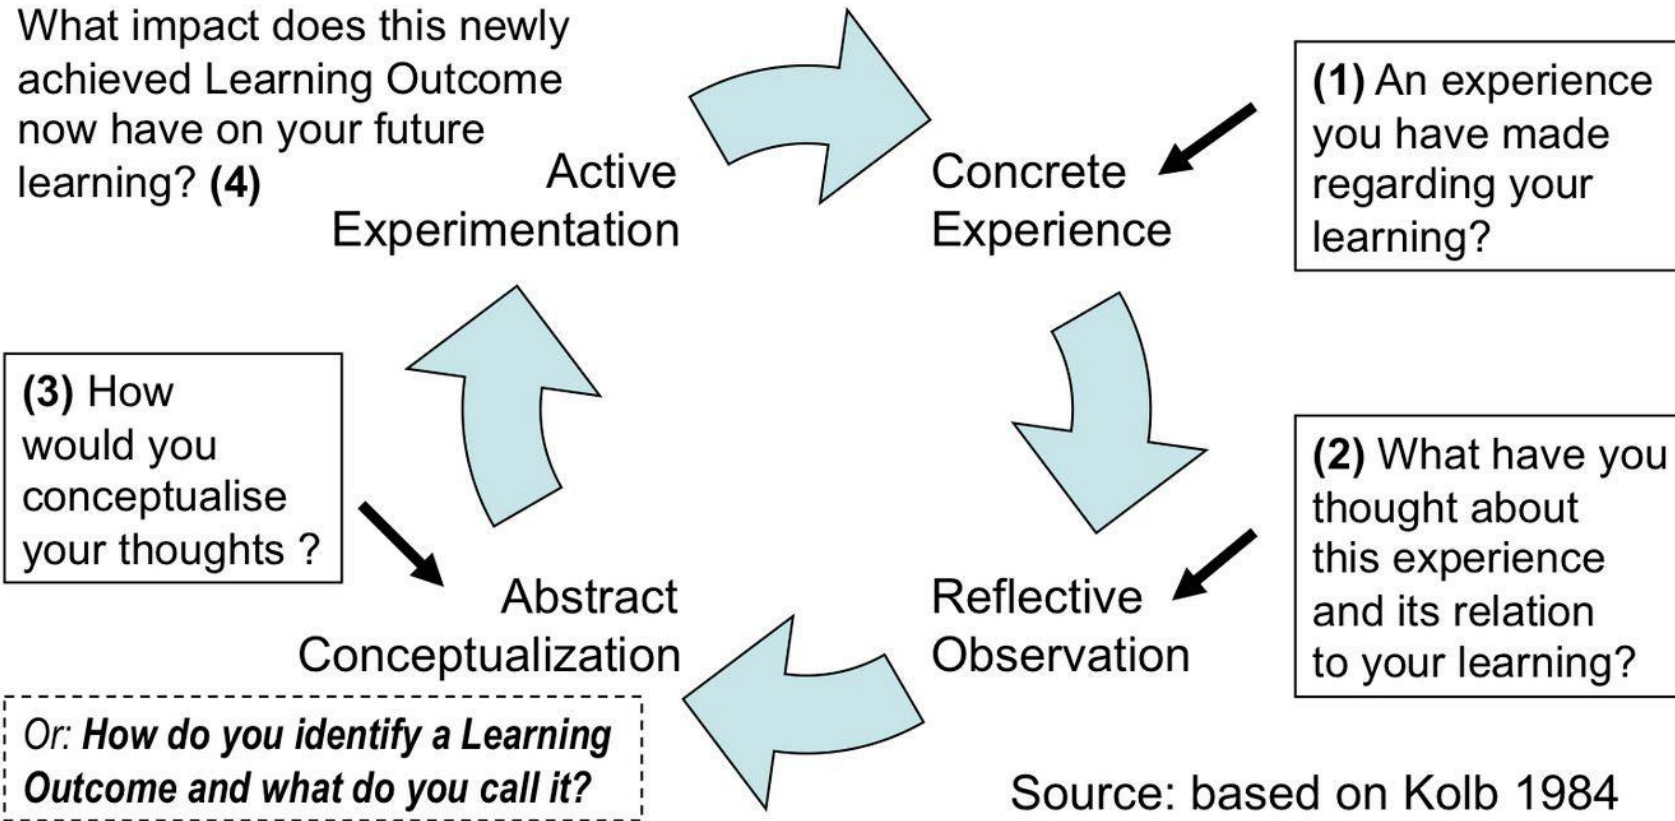 What impact does this newly
achieved Learning Outcome
now have on your future
learning? (4)
Active
Experimentation
Concrete
Experience
(1) An experience
you have made
regarding your
learning?
(2) What have you
thought about
this experience
and its relation
to your learning?
Reflective
Observation
(3) How
would you
conceptualise
your thoughts ?
Abstract
Conceptualization
Or: How do you identify a Learning
Outcome and what do you call it?
Source: based on Kolb 1984